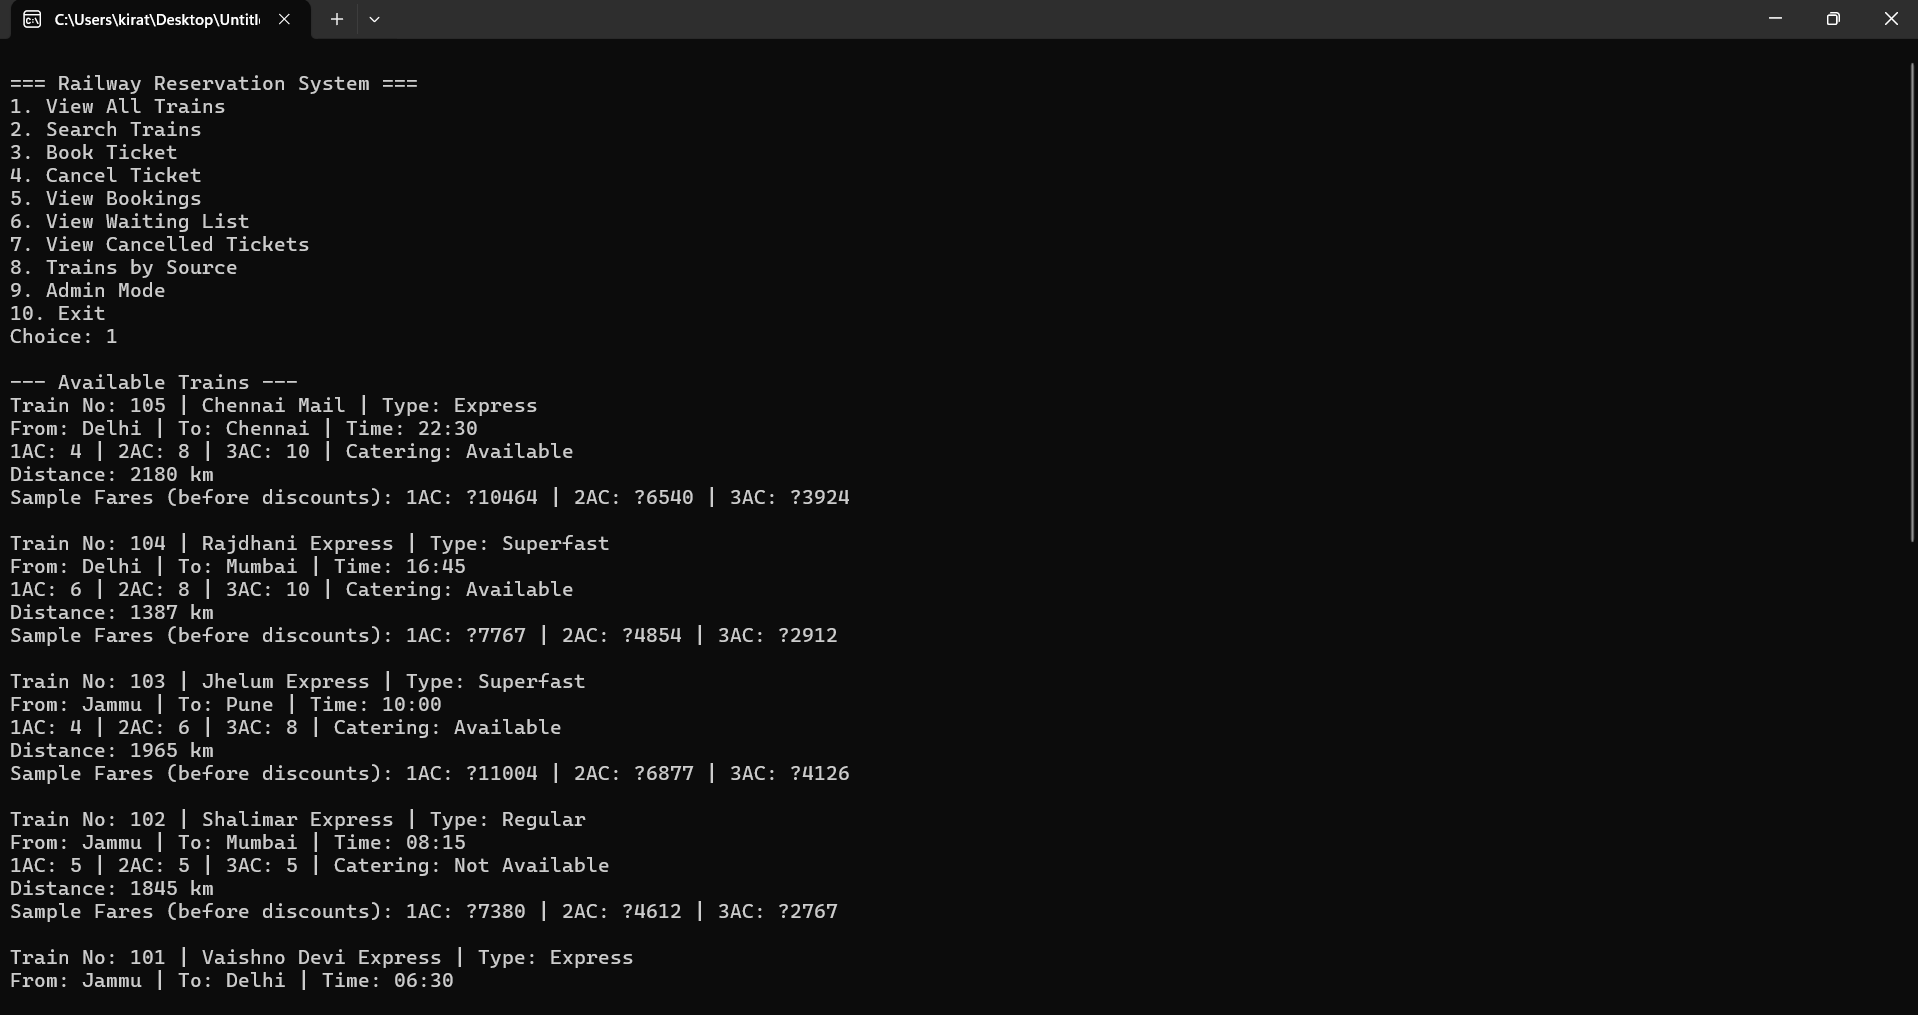 C:\Users\kirat\Desktop\Untitl
=== Railway Reservation System ===
1. View All Trains
2. Search Trains
3. Book Ticket
4. Cancel Ticket
5. View Bookings
6. View Waiting List
7. View Cancelled Tickets
8. Trains by Source
9. Admin Mode
10. Exit
Choice: 1
--- Available Trains ---
Train No: 105 | Chennai Mail | Type: Express
From: Delhi | To: Chennai | Time: 22:30
1AC: 4 | 2AC: 8 | 3AC: 10 | Catering: Available
Distance: 2180 km
Sample Fares (before discounts): 1AC: ?10464 | 2AC: ?6540 | 3AC: ?3924
Train No: 104 | Rajdhani Express | Type: Superfast
From: Delhi | To: Mumbai | Time: 16:45
1AC: 6 | 2AC: 8 | 3AC: 10 | Catering: Available
Distance: 1387 km
Sample Fares (before discounts): 1AC: ?7767 | 2AC: ?4854 | 3AC: ?2912
Train No: 103 | Jhelum Express | Type: Superfast
From: Jammu | To: Pune | Time: 10:00
1AC: 4 | 2AC: 6 | 3AC: 8 | Catering: Available
Distance: 1965 km
Sample Fares (before discounts): 1AC: ?11004 | 2AC: ?6877 | 3AC: ?4126
Train No: 102 | Shalimar Express | Type: Regular
From: Jammu | To: Mumbai | Time: 08:15
1AC: 5 | 2AC: 5 | 3AC: 5 | Catering: Not Available
Distance: 1845 km
Sample Fares (before discounts): 1AC: ?7380 | 2AC: ?4612 | 3AC: ?2767
Train No: 101 | Vaishno Devi Express | Type: Express
From: Jammu | To: Delhi | Time: 06:30